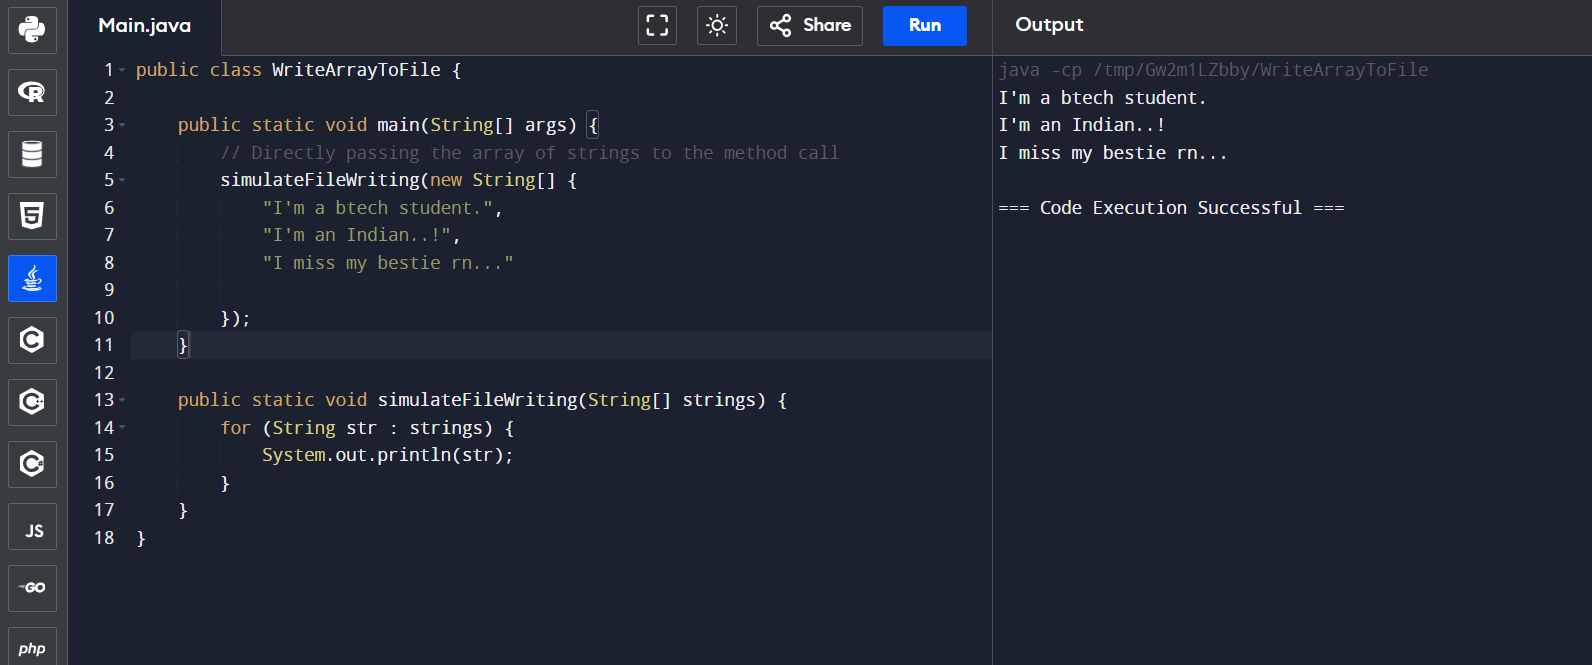 Main.java
Share
Run
Output
1 public class WriteArrayToFile {
2
3     public static void main(String[] args) {
4         // Directly passing the array of strings to the method call
5         simulateFileWriting(new String[] {
6             "I'm a btech student.",
7             "I'm an Indian..!",
8             "I miss my bestie rn..."
9
10         });
11     }
12
13     public static void simulateFileWriting(String[] strings) {
14         for (String str : strings) {
15             System.out.println(str);
16         }
17     }
18 }
java -cp /tmp/Gw2m1LZbby/WriteArrayToFile
I'm a btech student.
I'm an Indian..!
I miss my bestie rn...
=== Code Execution Successful ===
R
5
C
C++
C#
JS
GO
php